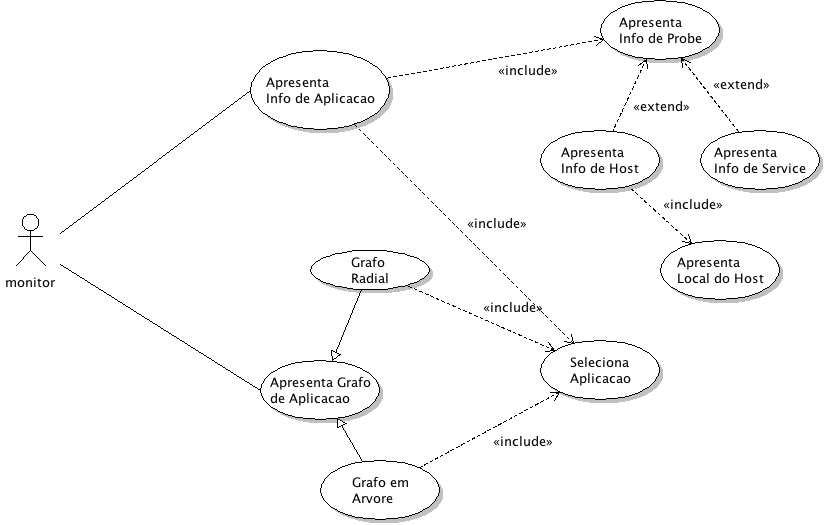 Apresenta
Info de Probe
«include»
Apresenta
Info de Aplicacao
«extend»
«extend»
Apresenta
Info de Host
Apresenta
Info de Service
«include»
«include»
monitor
Grafo
Radial
Apresenta
Local do Host
«include»
Seleciona
Aplicacao
Apresenta Grafo
de Aplicacao
«include»
Grafo em
Arvore